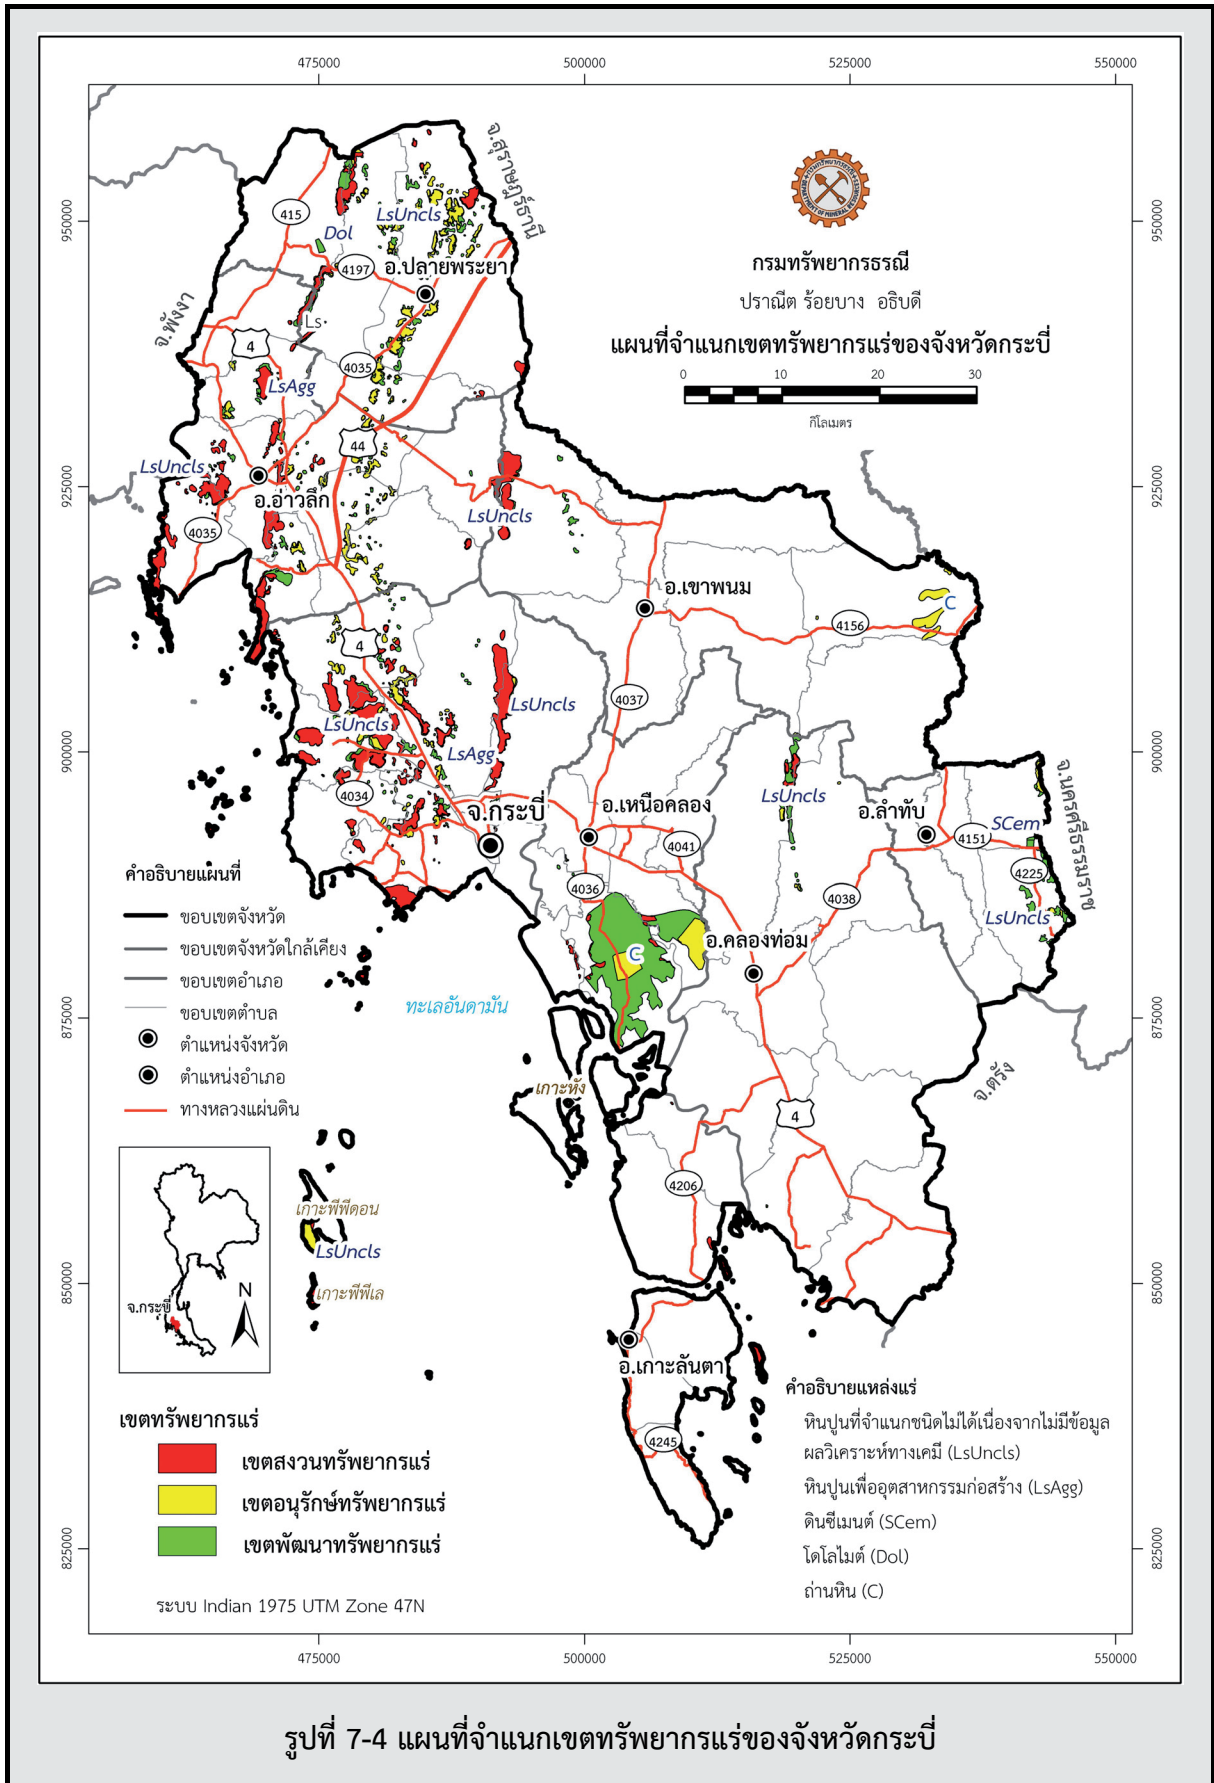 475000
500000
525000
550000
950000
925000
900000
875000
850000
825000
950000
925000
900000
875000
850000
825000
กรมทรัพยากรธรณี
DEPARTMENT OF MINERAL RESOURCES
กรมทรัพยากรธรณี
ปราณีต ร้อยบาง อธิบดี
แผนที่จำแนกเขตทรัพยากรแร่ของจังหวัดกระบี่
0 10 20 30
กิโลเมตร
จ.สุราษฎร์ธานี
จ.พังงา
415
Dol
LsUncls
4197
อ.ปลายพระยา
Ls
4
4035
LsAgg
44
LsUncls
อ.อ่าวลึก
4035
LsUncls
อ.เขาพนม
C
4156
4
4037
LsUncls
LsUncls
LsAgg
4034
จ.กระบี่
อ.เหนือคลอง
4041
LsUncls
อ.ลำทับ
SCem
4151
4225
จ.นครศรีธรรมราช
4036
4038
LsUncls
C
อ.คลองท่อม
ทะเลอันดามัน
เกาะหัง
จ.ตรัง
4
4206
เกาะพีพีดอน
LsUncls
เกาะพีพีเล
อ.เกาะลันตา
4245
คำอธิบายแผนที่
ขอบเขตจังหวัด
ขอบเขตจังหวัดใกล้เคียง
ขอบเขตอำเภอ
ขอบเขตตำบล
ตำแหน่งจังหวัด
ตำแหน่งอำเภอ
ทางหลวงแผ่นดิน
จ.กระบี่
N
เขตทรัพยากรแร่
เขตสงวนทรัพยากรแร่
เขตอนุรักษ์ทรัพยากรแร่
เขตพัฒนาทรัพยากรแร่
ระบบ Indian 1975 UTM Zone 47N
คำอธิบายแหล่งแร่
หินปูนที่จำแนกชนิดไม่ได้เนื่องจากไม่มีข้อมูล
ผลวิเคราะห์ทางเคมี (LsUncls)
หินปูนเพื่ออุตสาหกรรมก่อสร้าง (LsAgg)
ดินซีเมนต์ (SCem)
โดโลไมต์ (Dol)
ถ่านหิน (C)
475000
500000
525000
550000
รูปที่ 7-4 แผนที่จำแนกเขตทรัพยากรแร่ของจังหวัดกระบี่